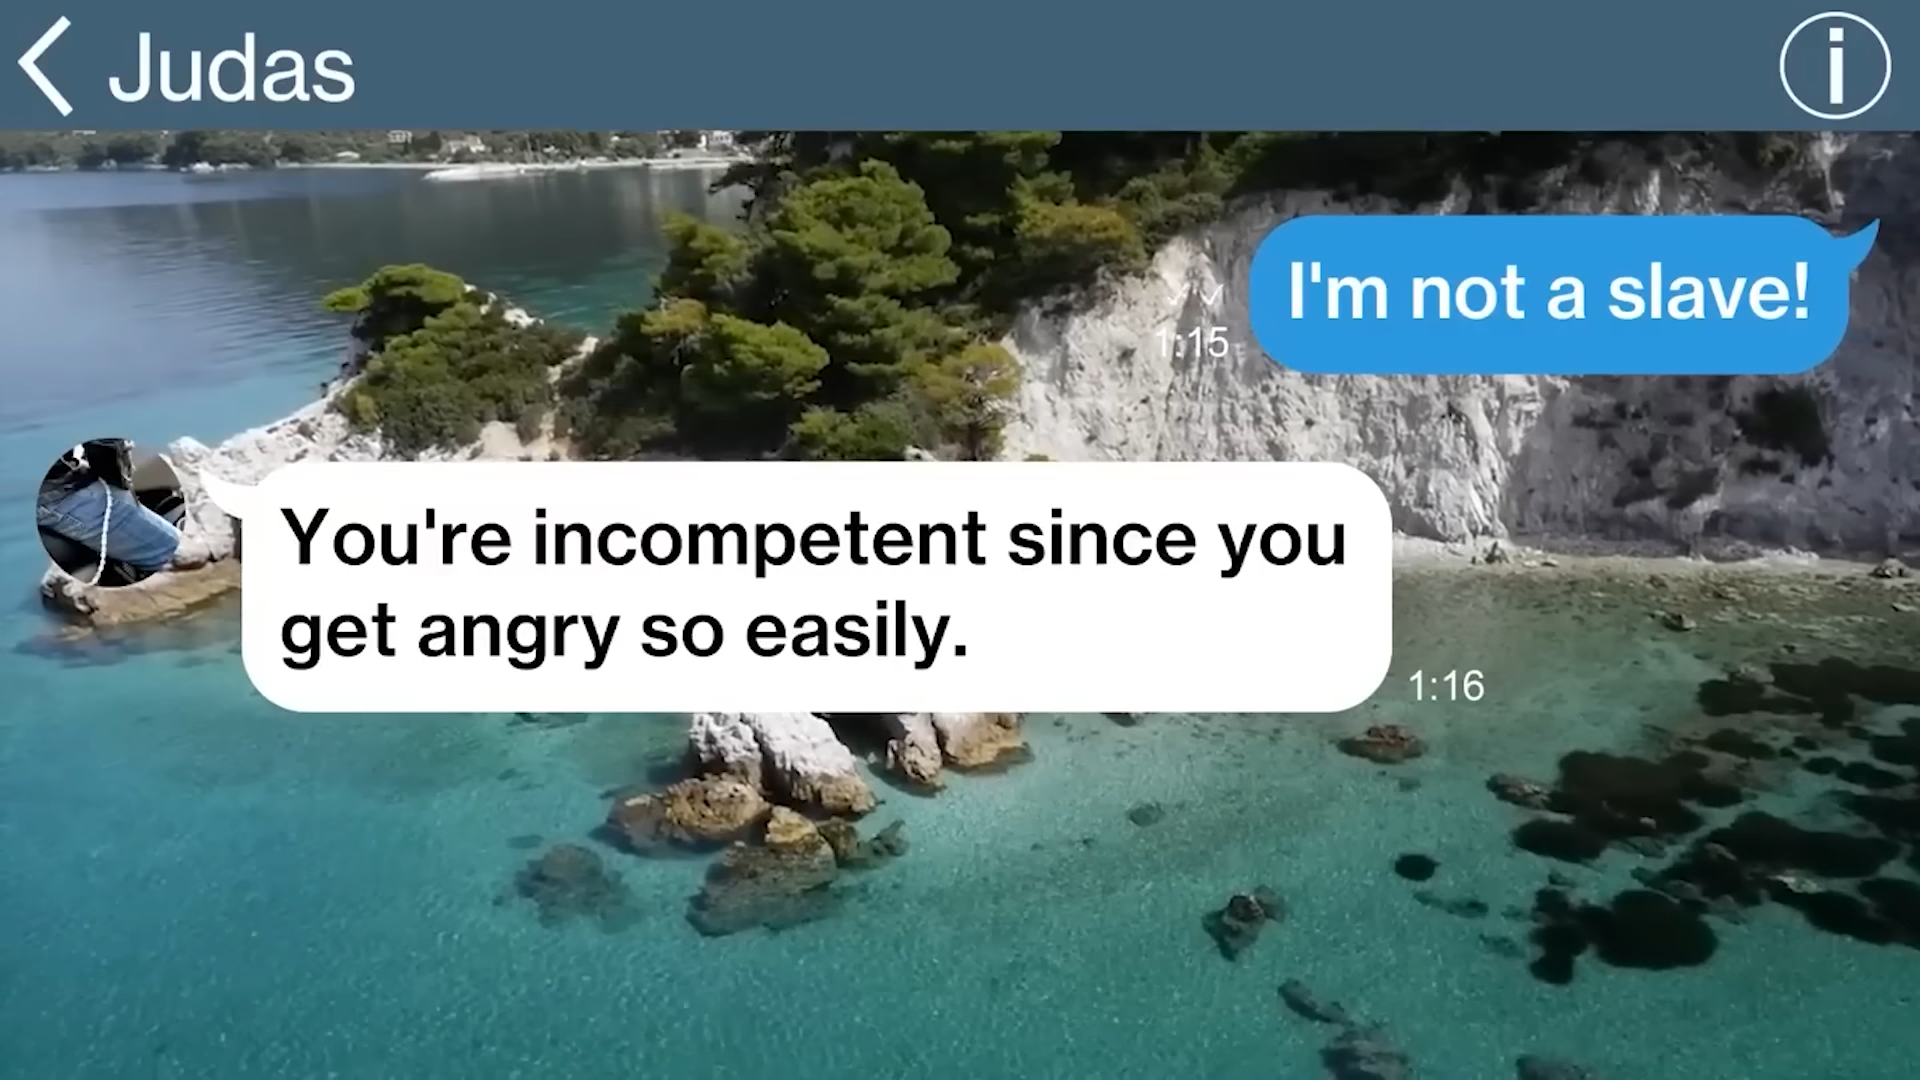 Judas
I'm not a slave!
1:15
You're incompetent since you
get angry so easily.
1:16